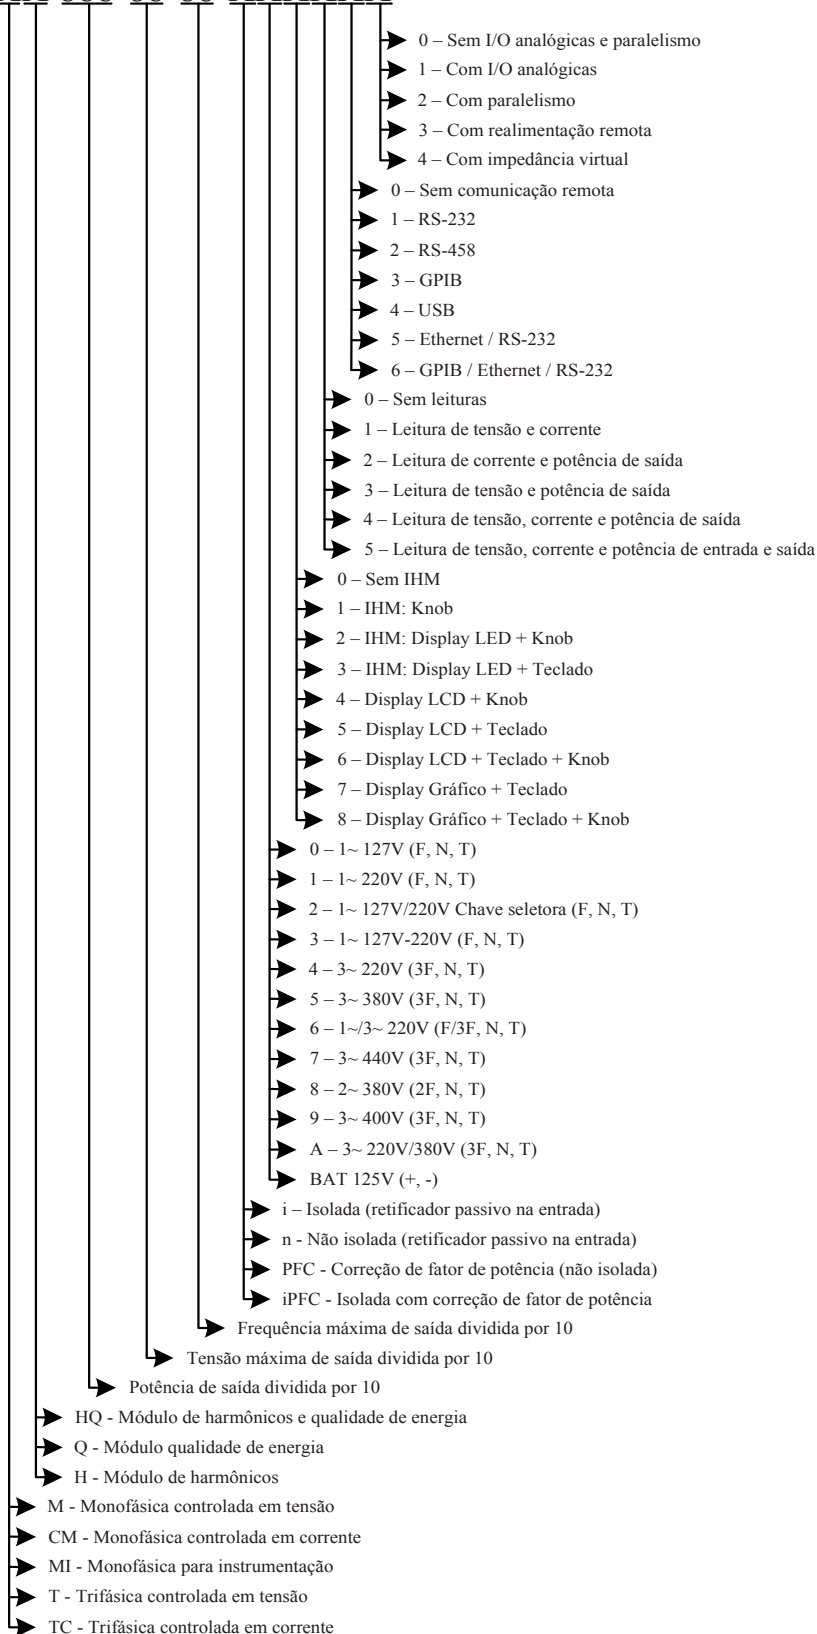 0 – Sem I/O analógicas e paralelismo
1 – Com I/O analógicas
2 – Com paralelismo
3 – Com realimentação remota
4 – Com impedância virtual
0 – Sem comunicação remota
1 – RS-232
2 – RS-458
3 – GPIB
4 – USB
5 – Ethernet / RS-232
6 – GPIB / Ethernet / RS-232
0 – Sem leituras
1 – Leitura de tensão e corrente
2 – Leitura de corrente e potência de saída
3 – Leitura de tensão e potência de saída
4 – Leitura de tensão, corrente e potência de saída
5 – Leitura de tensão, corrente e potência de entrada e saída
0 – Sem IHM
1 – IHM: Knob
2 – IHM: Display LED + Knob
3 – IHM: Display LED + Teclado
4 – Display LCD + Knob
5 – Display LCD + Teclado
6 – Display LCD + Teclado + Knob
7 – Display Gráfico + Teclado
8 – Display Gráfico + Teclado + Knob
0 – 1~ 127V (F, N, T)
1 – 1~ 220V (F, N, T)
2 – 1~ 127V/220V Chave seletora (F, N, T)
3 – 1~ 127V-220V (F, N, T)
4 – 3~ 220V (3F, N, T)
5 – 3~ 380V (3F, N, T)
6 – 1~/3~ 220V (F/3F, N, T)
7 – 3~ 440V (3F, N, T)
8 – 2~ 380V (2F, N, T)
9 – 3~ 400V (3F, N, T)
A – 3~ 220V/380V (3F, N, T)
BAT 125V (+, -)
i – Isolada (retificador passivo na entrada)
n - Não isolada (retificador passivo na entrada)
PFC - Correção de fator de potência (não isolada)
iPFC - Isolada com correção de fator de potência
Frequência máxima de saída dividida por 10
Tensão máxima de saída dividida por 10
Potência de saída dividida por 10
HQ - Módulo de harmônicos e qualidade de energia
Q - Módulo qualidade de energia
H - Módulo de harmônicos
M - Monofásica controlada em tensão
CM - Monofásica controlada em corrente
MI - Monofásica para instrumentação
T - Trifásica controlada em tensão
TC - Trifásica controlada em corrente